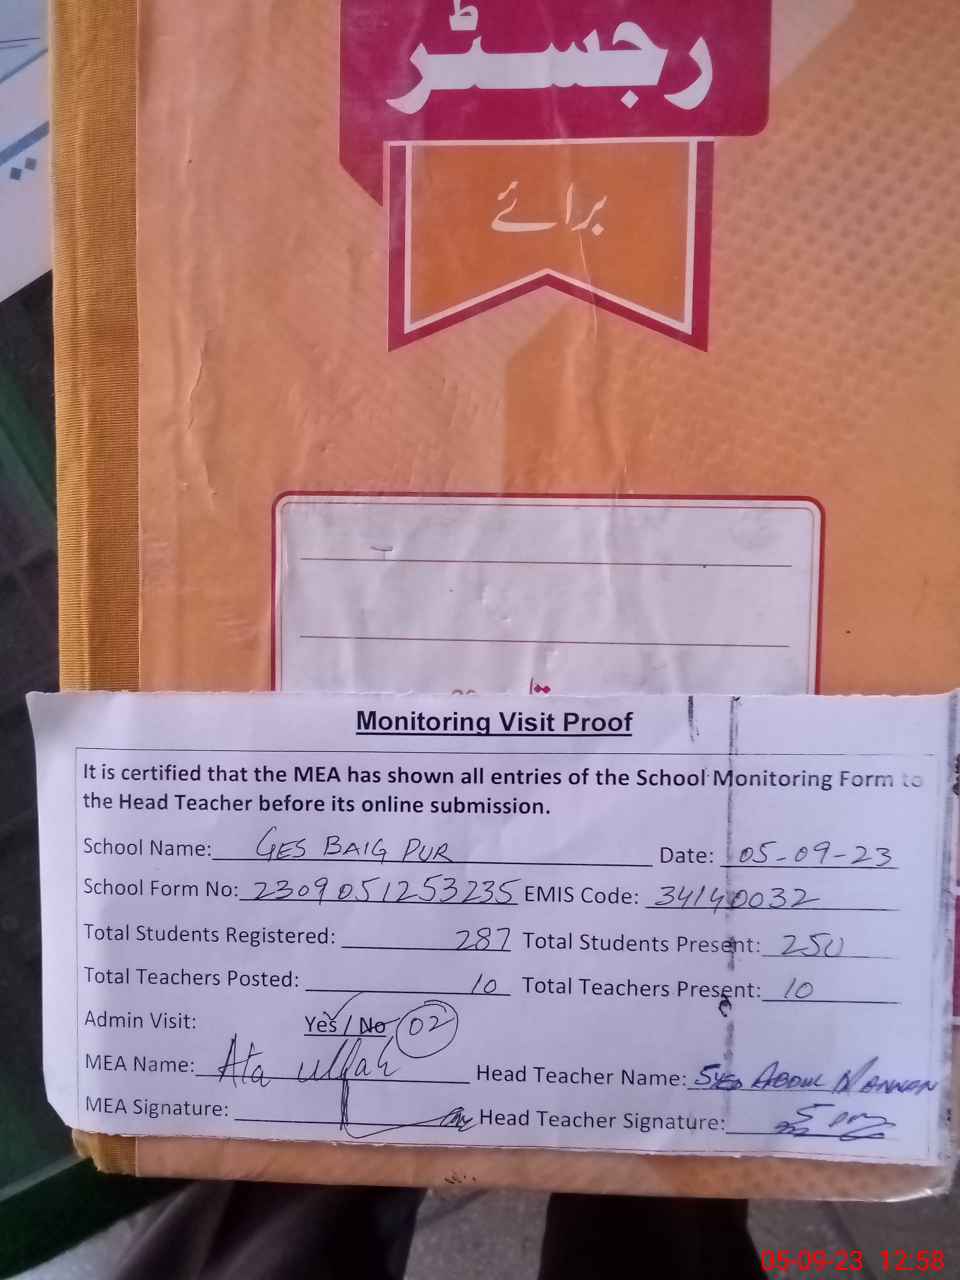 رجسٹر
برائے
Monitoring Visit Proof
It is certified that the MEA has shown all entries of the School Monitoring Form to
the Head Teacher before its online submission.
School Name: GES BAIG PUR Date: 05-09-23
School Form No: 2309051253235 EMIS Code: 34140032
Total Students Registered: 287 Total Students Present: 250
Total Teachers Posted: 10 Total Teachers Present: 10
Admin Visit: Yes / No 02
MEA Name: Ata ullah Head Teacher Name: SYED ABDUL MANNAN
MEA Signature: Head Teacher Signature:
05-09-23 12:58